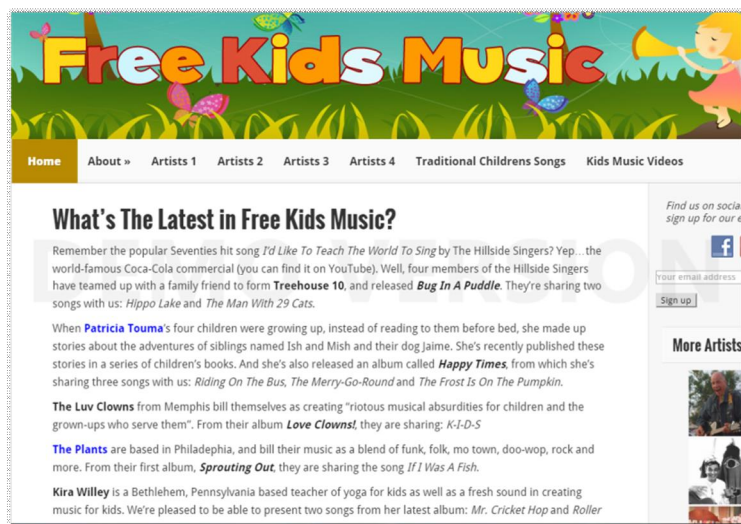 Free Kids Music
Home About » Artists 1 Artists 2 Artists 3 Artists 4 Traditional Childrens Songs Kids Music Videos
What's The Latest in Free Kids Music?
Remember the popular Seventies hit song I'd Like To Teach The World To Sing by The Hillside Singers? Yep…the
world-famous Coca-Cola commercial (you can find it on YouTube). Well, four members of the Hillside Singers
have teamed up with a family friend to form Treehouse 10, and released Bug In A Puddle. They're sharing two
songs with us: Hippo Lake and The Man With 29 Cats.
When Patricia Touma's four children were growing up, instead of reading to them before bed, she made up
stories about the adventures of siblings named Ish and Mish and their dog Jaime. She's recently published these
stories in a series of children's books. And she's also released an album called Happy Times, from which she's
sharing three songs with us: Riding On The Bus, The Merry-Go-Round and The Frost Is On The Pumpkin.
The Luv Clowns from Memphis bill themselves as creating "riotous musical absurdities for children and the
grown-ups who serve them". From their album Love Clowns!, they are sharing: K-I-D-S
The Plants are based in Philadephia, and bill their music as a blend of funk, folk, mo town, doo-wop, rock and
more. From their first album, Sprouting Out, they are sharing the song If I Was A Fish.
Kira Willey is a Bethlehem, Pennsylvania based teacher of yoga for kids as well as a fresh sound in creating
music for kids. We're pleased to be able to present two songs from her latest album: Mr. Cricket Hop and Roller
Find us on social
sign up for our e
f
Your email address
Sign up
More Artists
DEMO VERSION